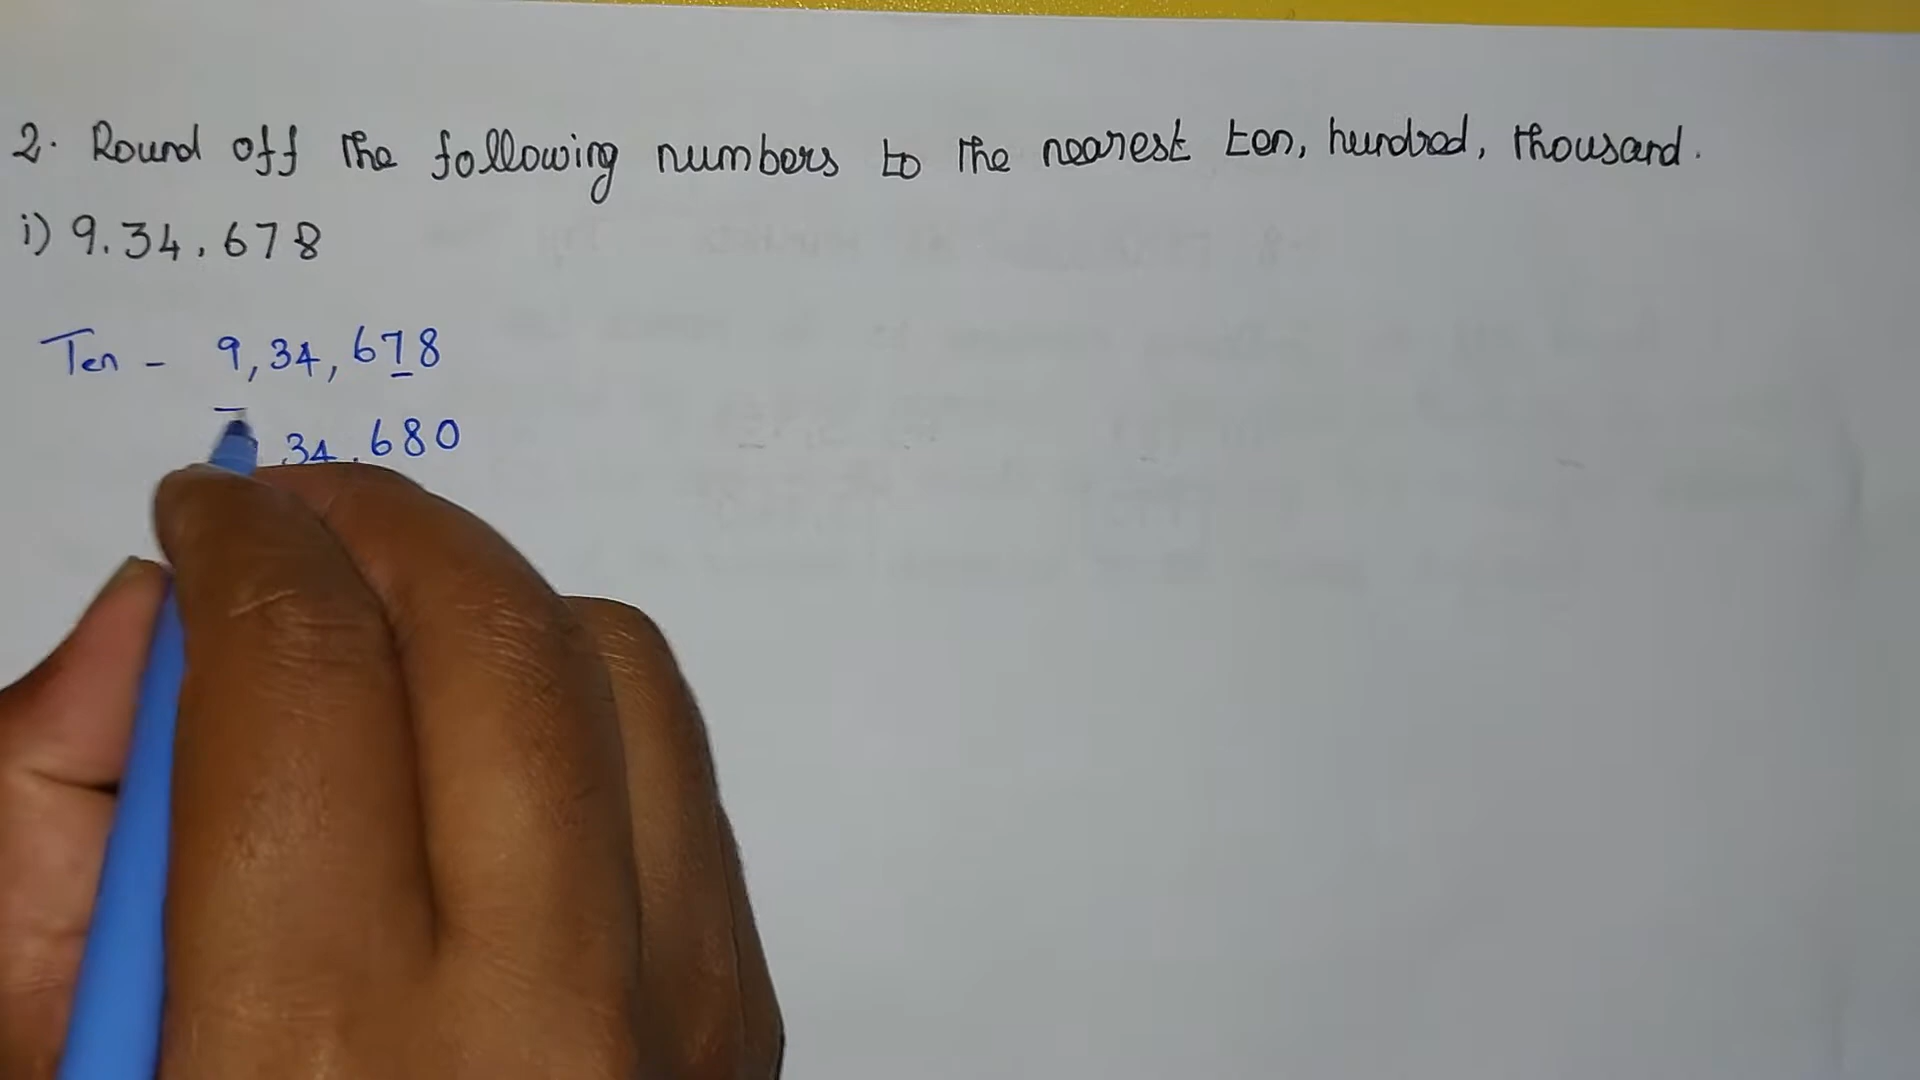 2. Round off the following numbers to the nearest ten, hundred, thousand.
i) 9.34,678
Ten - 9,34,678
,34,680